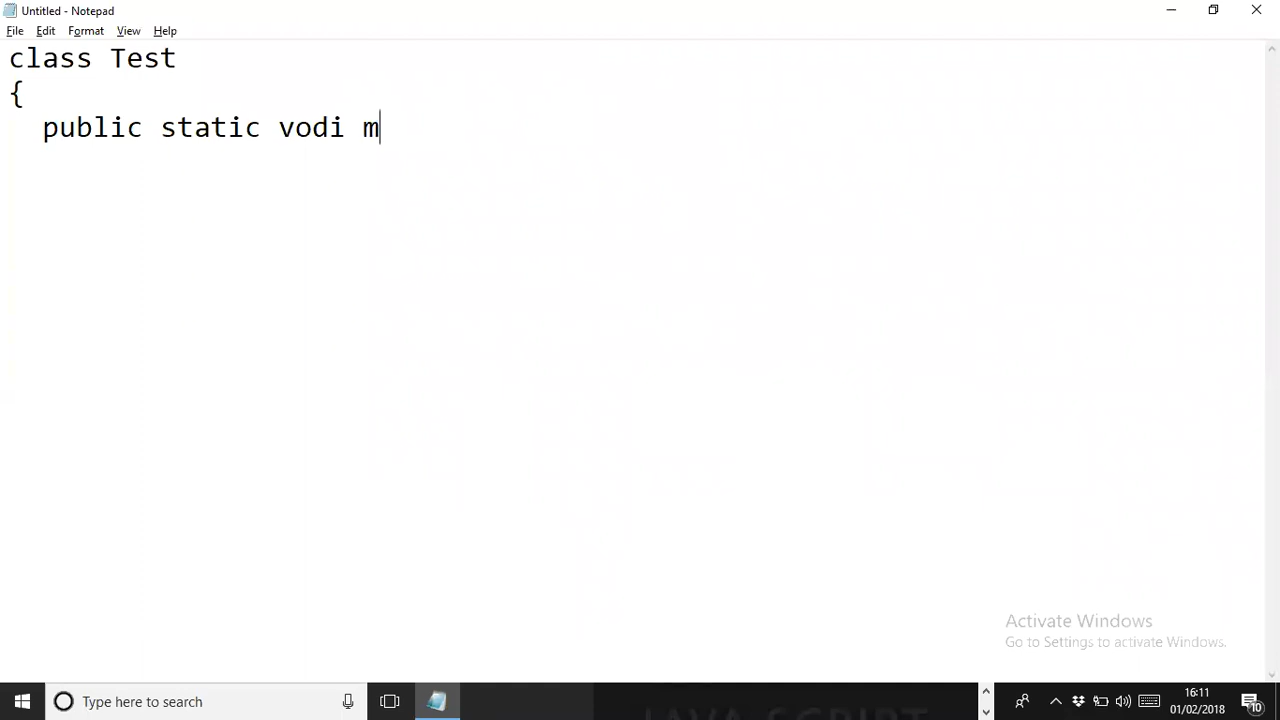 Untitled - Notepad
File Edit Format View Help
class Test
{
public static vodi m
Activate Windows
Go to Settings to activate Windows.
Type here to search
16:11
01/02/2018
10